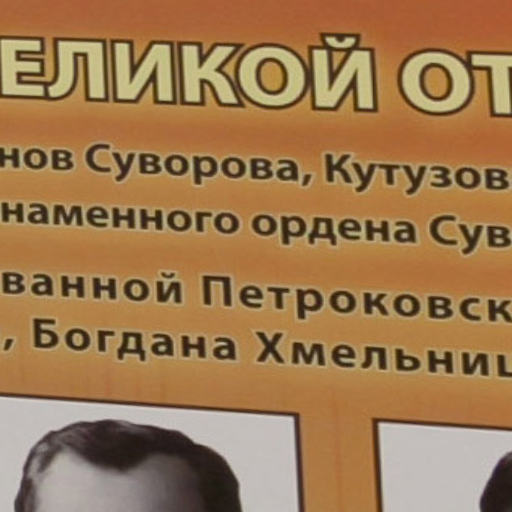 ЕЛИКОЙ ОТ
нов Суворова, Кутузов
наменного ордена Сув
ванной Петроковск
, Богдана Хмельниц